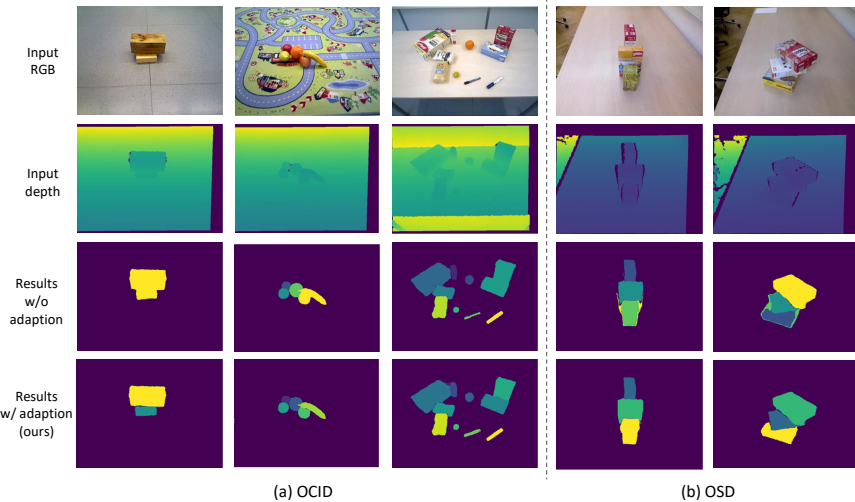 Input
RGB
Input
depth
Results
w/o
adaption
Results
w/ adaption
(ours)
(a) OCID
(b) OSD